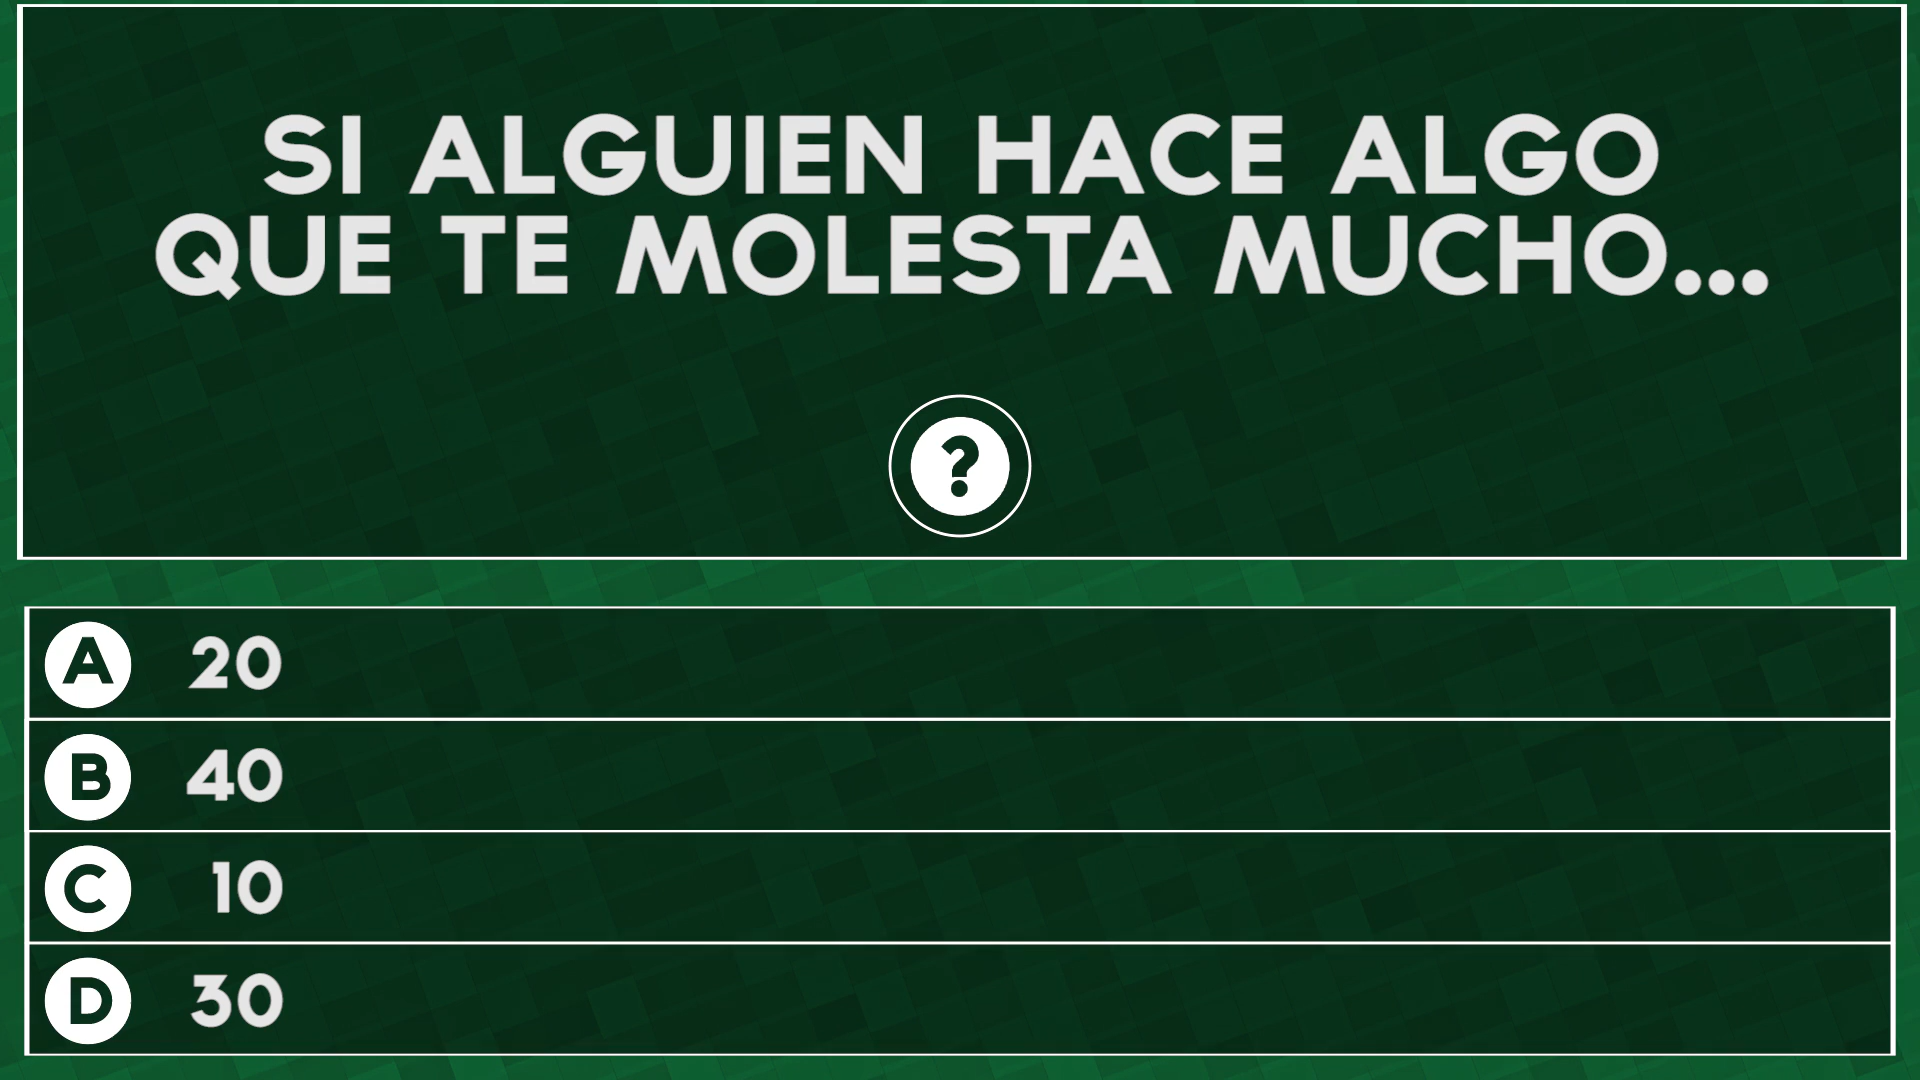 SI ALGUIEN HACE ALGO
QUE TE MOLESTA MUCHO...
?
A 20
B 40
C 10
D 30